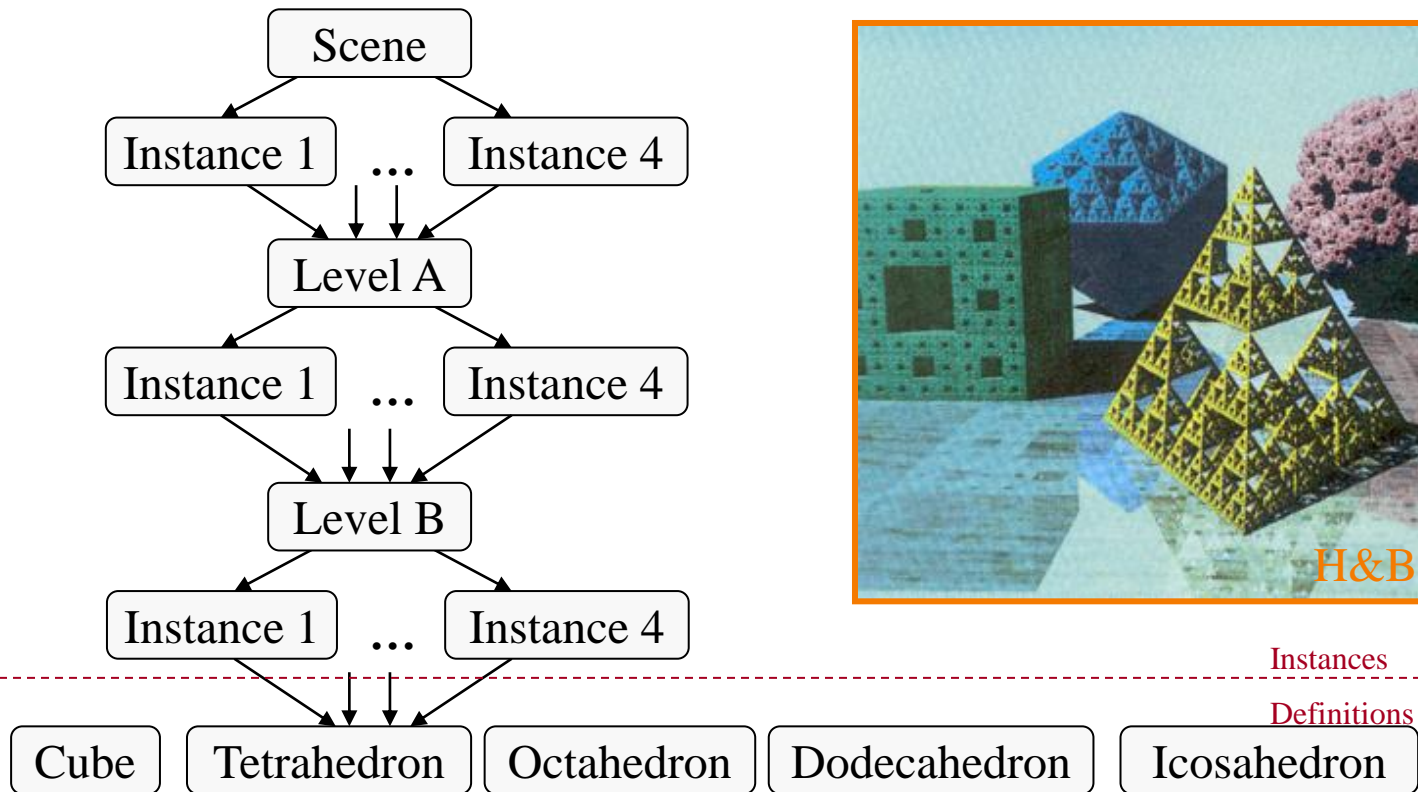 Scene
Instance 1 ... Instance 4
Level A
Instance 1 ... Instance 4
Level B
Instance 1 ... Instance 4
H&B
Instances
Definitions
Cube Tetrahedron Octahedron Dodecahedron Icosahedron